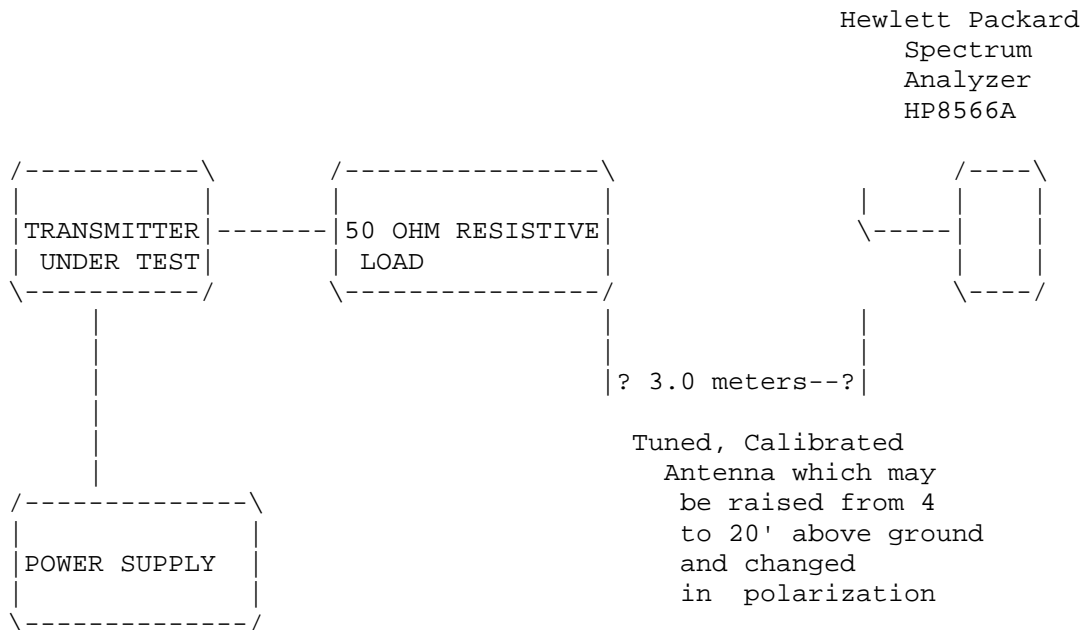 Hewlett Packard
Spectrum
Analyzer
HP8566A
TRANSMITTER
UNDER TEST
50 OHM RESISTIVE
LOAD
? 3.0 meters--?
Tuned, Calibrated
Antenna which may
be raised from 4
to 20' above ground
and changed
in polarization
POWER SUPPLY